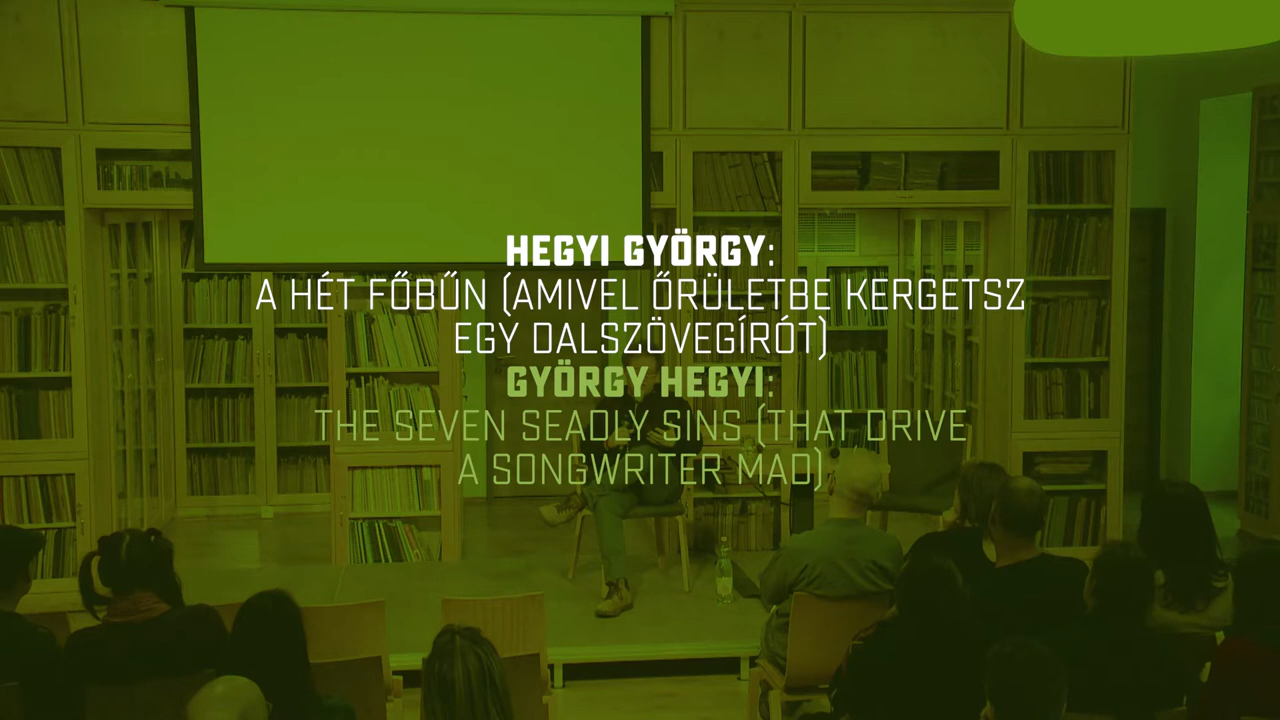 HEGYI GYÖRGY:
A HÉT FŐBŰN (AMIVEL ŐRÜLETBE KERGETSZ
EGY DALSZÖVEGÍRÓT)
GYÖRGY HEGYI:
THE SEVEN SEADLY SINS (THAT DRIVE
A SONGWRITER MAD)